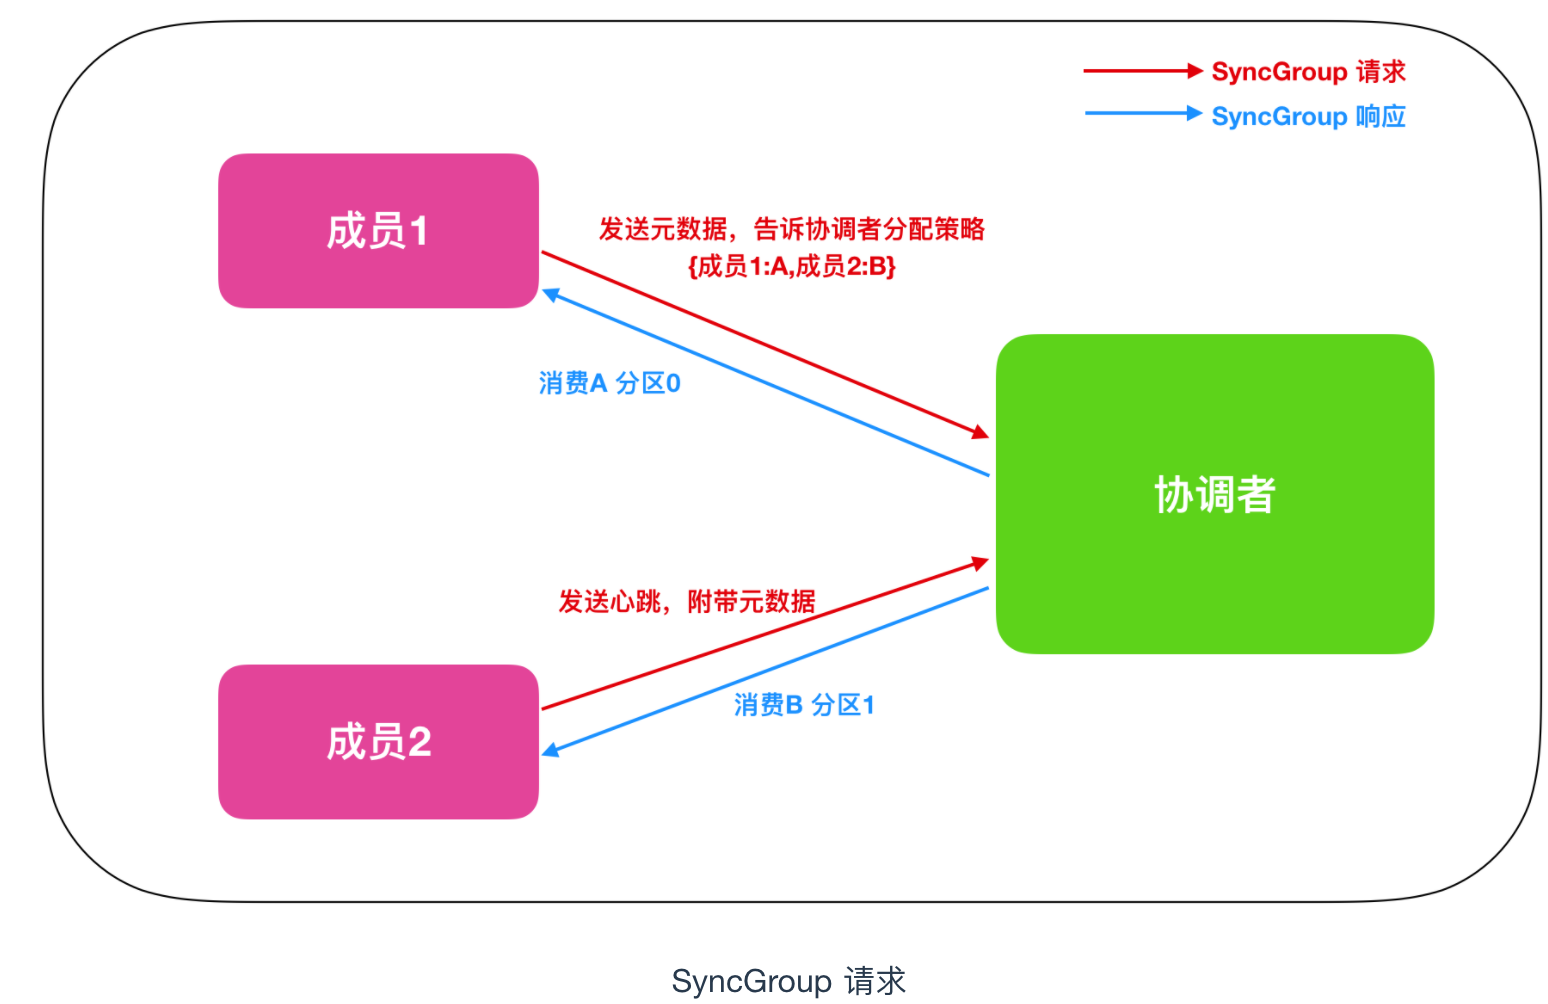 SyncGroup 请求
SyncGroup 响应
成员1
发送元数据，告诉协调者分配策略
{成员1:A,成员2:B}
消费A 分区0
协调者
发送心跳，附带元数据
消费B 分区1
成员2
SyncGroup 请求